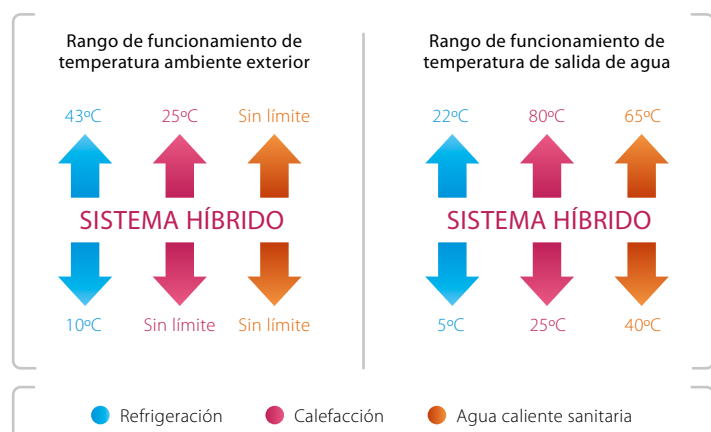 Rango de funcionamiento de
temperatura ambiente exterior
43ºC 25ºC Sin límite
SISTEMA HÍBRIDO
10ºC Sin límite Sin límite
Rango de funcionamiento de
temperatura de salida de agua
22ºC 80ºC 65ºC
SISTEMA HÍBRIDO
5ºC 25ºC 40ºC
Refrigeración Calefacción Agua caliente sanitaria